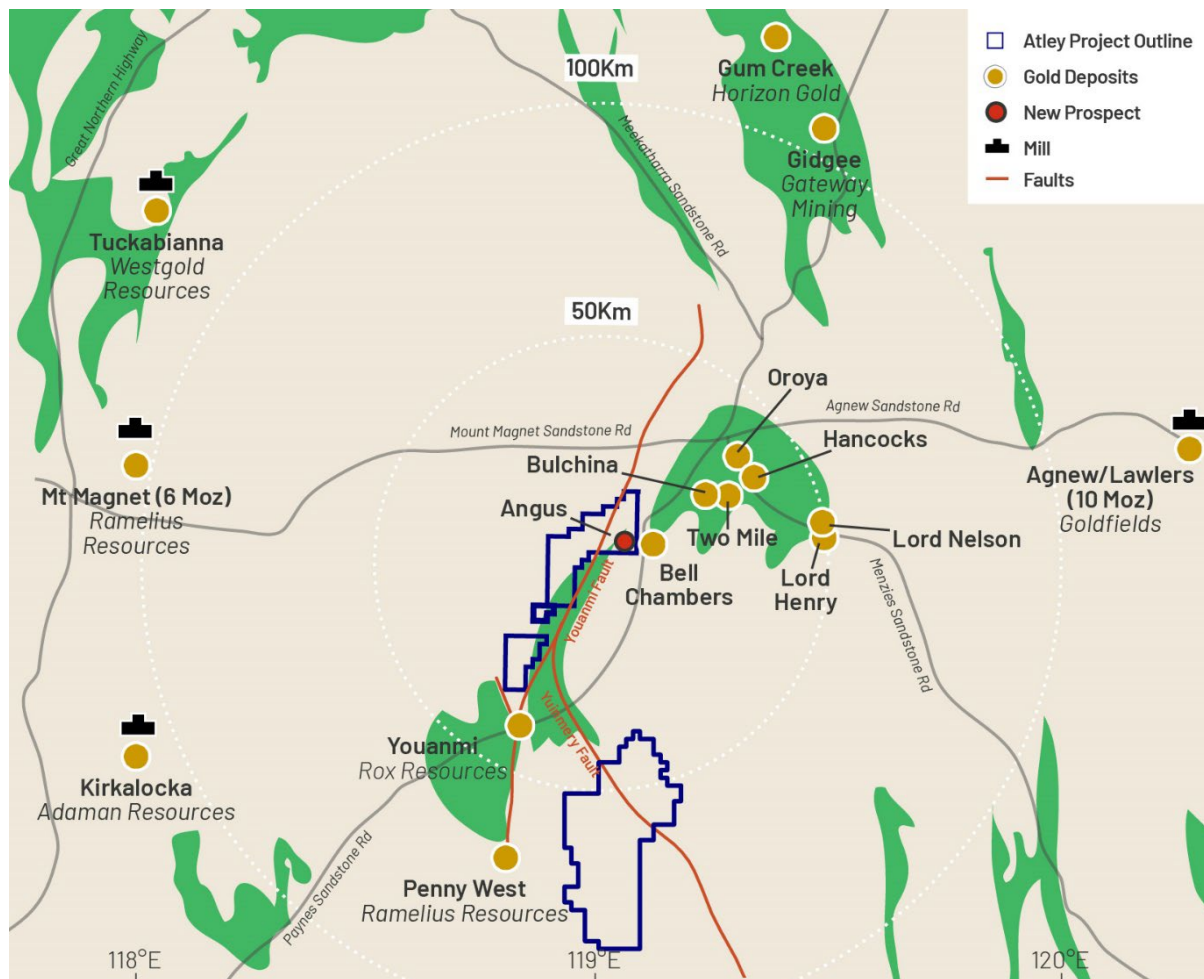 Atley Project Outline
Gold Deposits
New Prospect
Mill
Faults
100Km
Gum Creek
Horizon Gold
Great Northern Highway
Meekatharra Sandstone Rd
Gidgee
Gateway
Mining
Tuckabianna
Westgold
Resources
50Km
Oroya
Agnew Sandstone Rd
Mount Magnet Sandstone Rd
Hancocks
Bulchina
Mt Magnet (6 Moz)
Ramelius
Resources
Agnew/Lawlers
(10 Moz)
Goldfields
Angus
Two Mile
Lord Nelson
Bell
Chambers
Lord
Henry
Youanmi Fault
Menzies Sandstone Rd
Yuinmery Fault
Youanmi
Rox Resources
Kirkalocka
Adaman Resources
Penny West
Ramelius Resources
Paynes Sandstone Rd
118°E
119°E
120°E